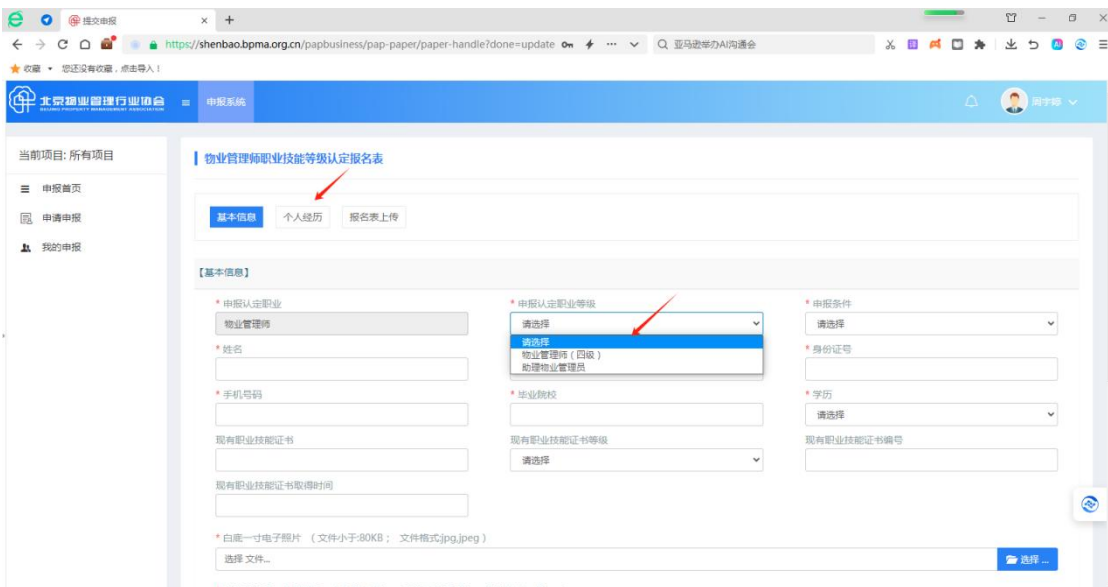 提交申报
https://shenbao.bpma.org.cn/papbusiness/pap-paper/paper-handle?done=update
亚马逊举办AI沟通会
收藏 您还没有收藏，点击导入！
北京物业管理行业协会
BEIJING PROPERTY MANAGEMENT ASSOCIATION
申报系统
当前项目: 所有项目
物业管理师职业技能等级认定报名表
申报首页
申请申报
我的申报
基本信息 个人经历 报名表上传
【基本信息】
* 申报认定职业 * 申报认定职业等级 * 申报条件
物业管理师 请选择 请选择
请选择
物业管理师（四级）
助理物业管理员
* 姓名 * 身份证号
* 手机号码 * 毕业院校 * 学历
请选择
现有职业技能证书 现有职业技能证书等级 现有职业技能证书编号
请选择
现有职业技能证书取得时间
* 白底一寸电子照片 （文件小于:80KB； 文件格式:jpg,jpeg）
选择 文件... 选择 ...